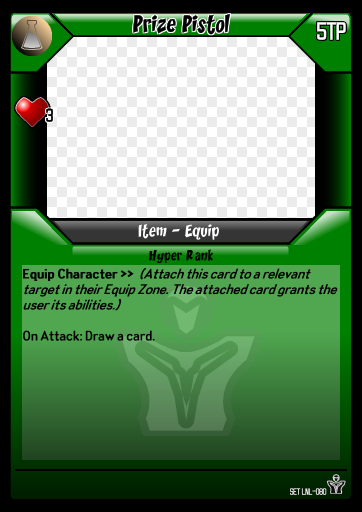 Prize Pistol
5TP
3
Item - Equip
Hyper Rank
Equip Character >> (Attach this card to a relevant
target in their Equip Zone. The attached card grants the
user its abilities.)
On Attack: Draw a card.
SET LNL-080